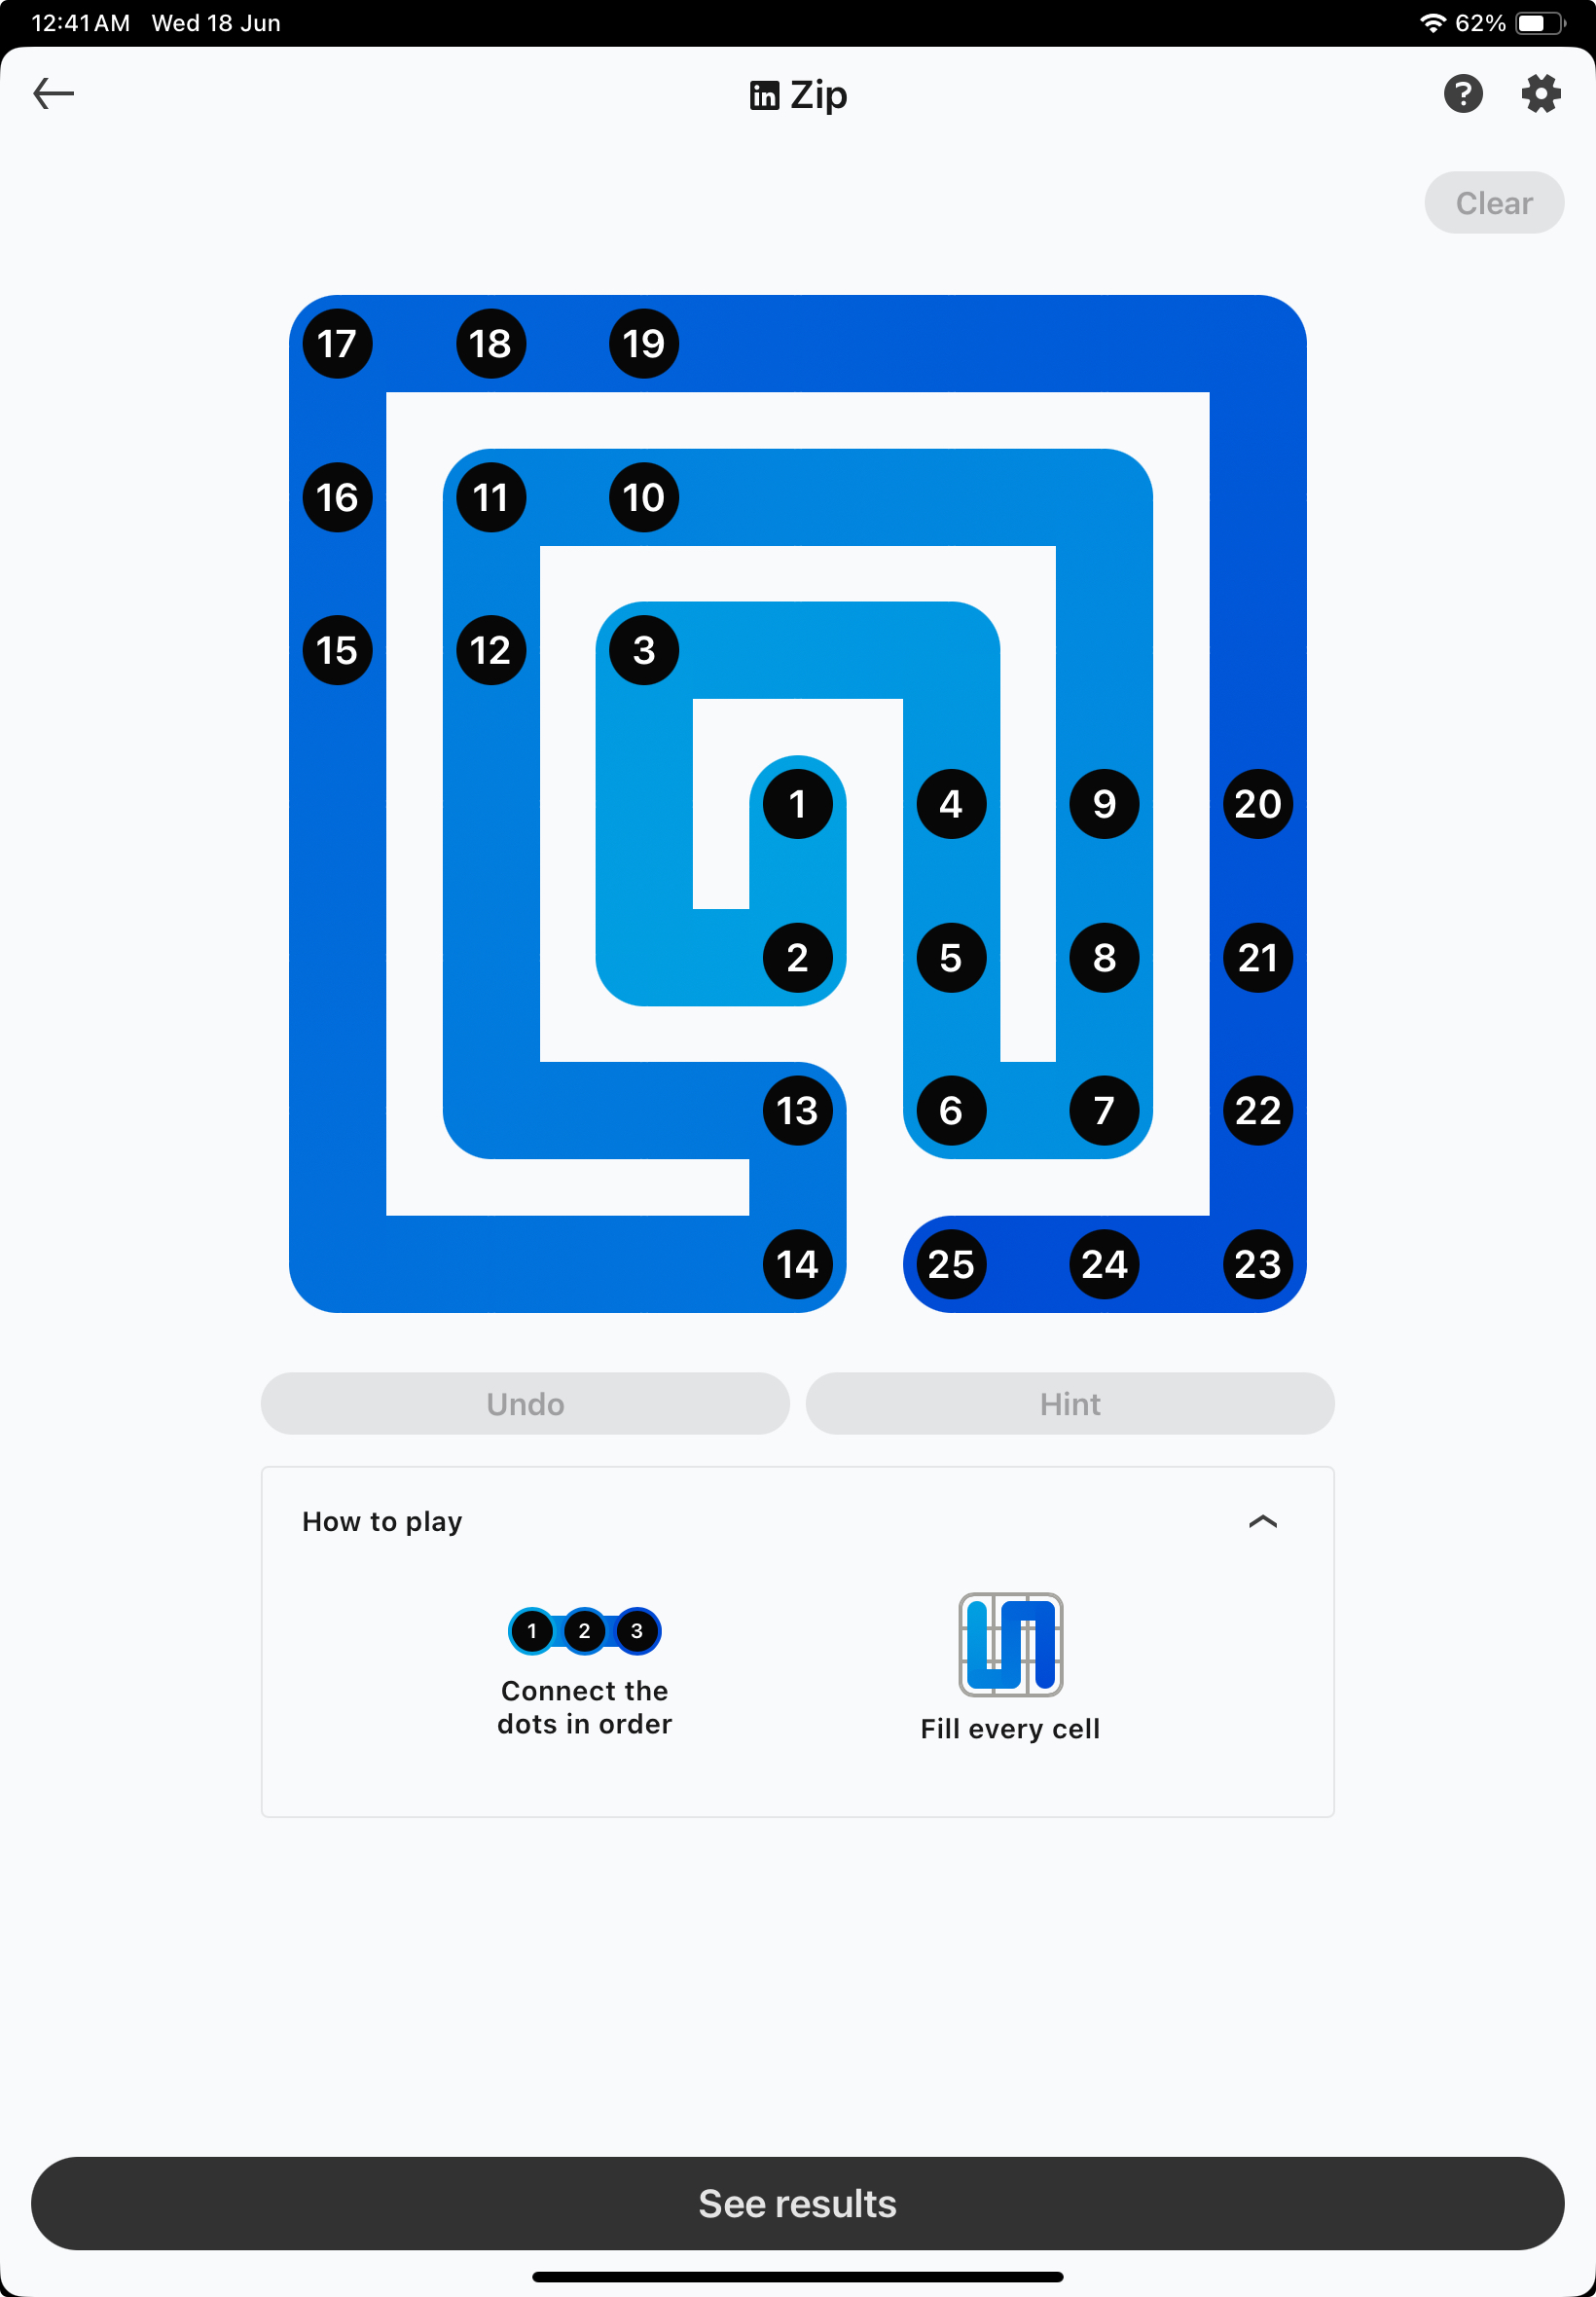 12:41 AM Wed 18 Jun 62%
in Zip
Clear
17 18 19
16 11 10
15 12 3
1 4 9 20
2 5 8 21
13 6 7 22
14 25 24 23
Undo Hint
How to play
1 2 3
Connect the
dots in order
Fill every cell
See results